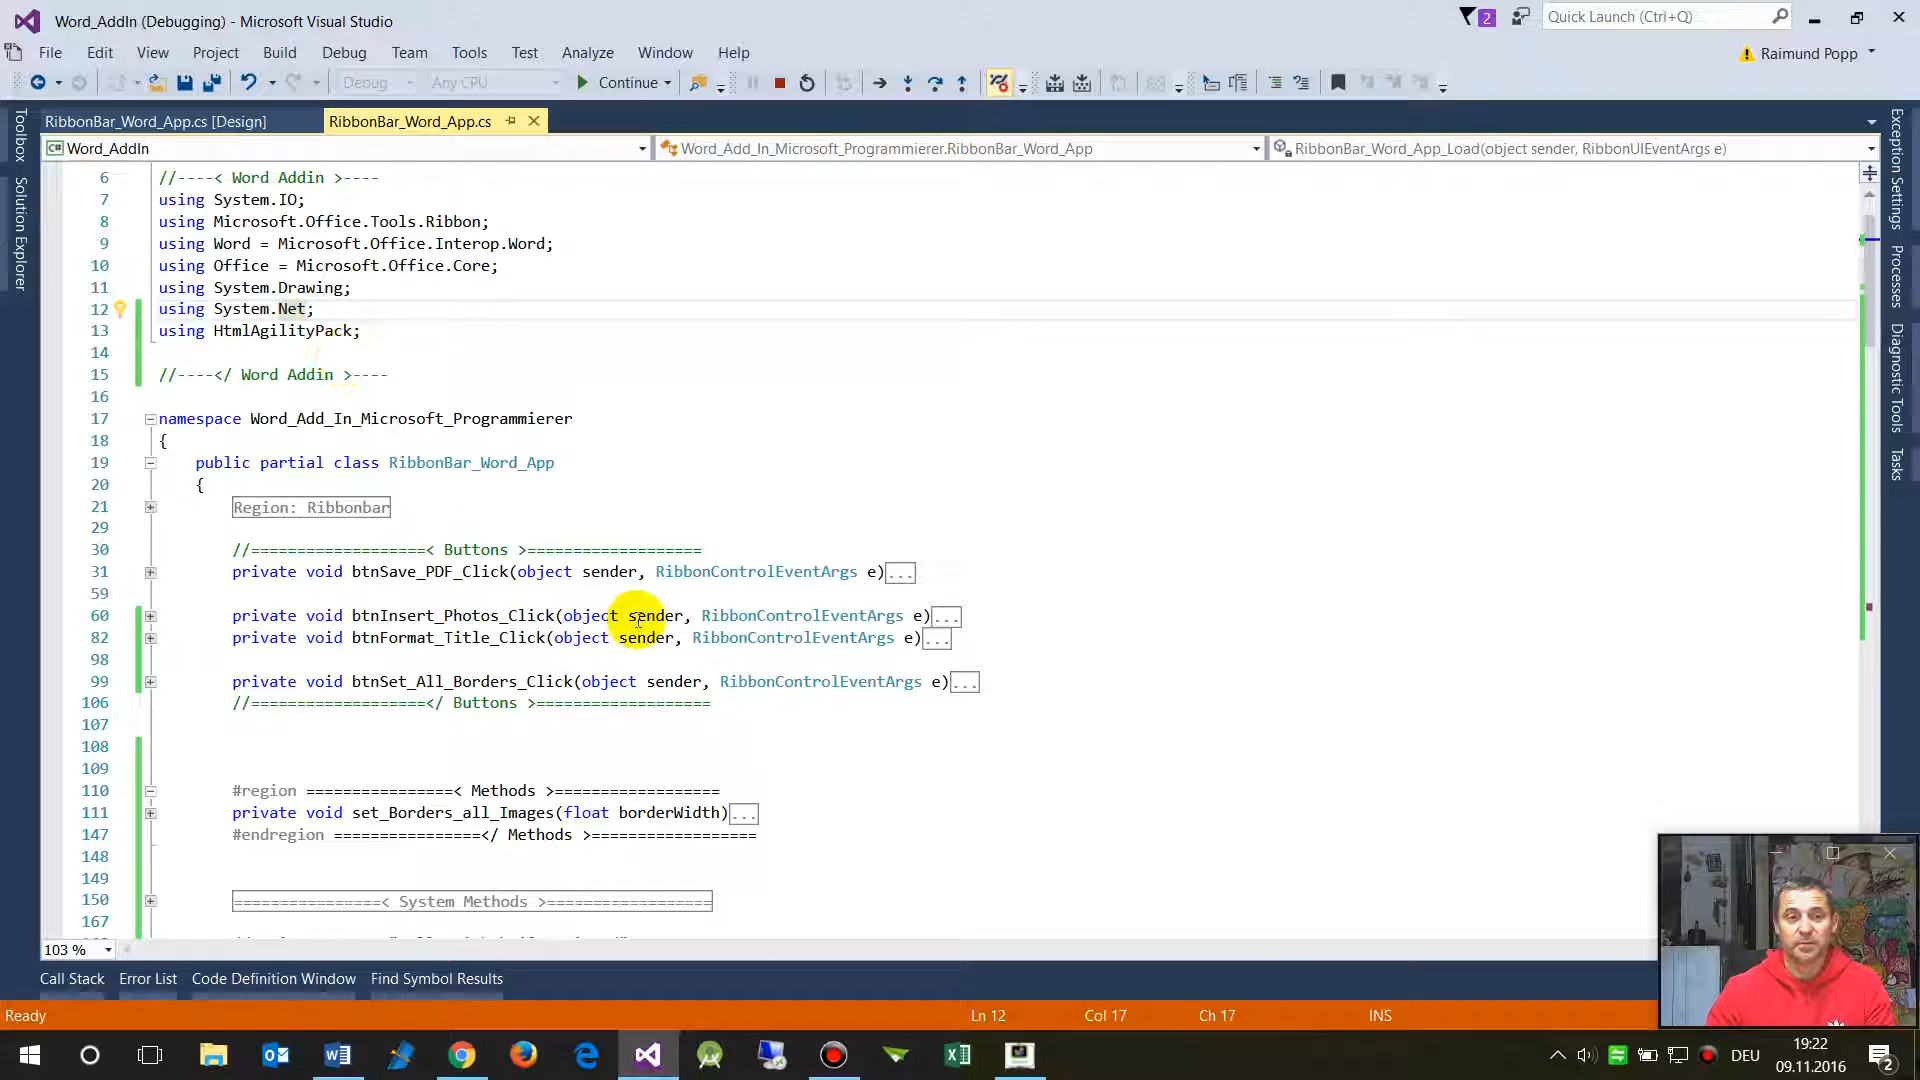 Word_AddIn (Debugging) - Microsoft Visual Studio
2
Quick Launch (Ctrl+Q)
File Edit View Project Build Debug Team Tools Test Analyze Window Help
Raimund Popp
Debug
Any CPU
Continue
RibbonBar_Word_App.cs [Design]
RibbonBar_Word_App.cs
Toolbox
Solution Explorer
Exception Settings
Processes
Diagnostic Tools
Tasks
C# Word_AddIn
Word_Add_In_Microsoft_Programmierer.RibbonBar_Word_App
RibbonBar_Word_App_Load(object sender, RibbonUIEventArgs e)
6 //----< Word Addin >----
7 using System.IO;
8 using Microsoft.Office.Tools.Ribbon;
9 using Word = Microsoft.Office.Interop.Word;
10 using Office = Microsoft.Office.Core;
11 using System.Drawing;
12 using System.Net;
13 using HtmlAgilityPack;
14
15 //----</ Word Addin >----
16
17 namespace Word_Add_In_Microsoft_Programmierer
18 {
19 public partial class RibbonBar_Word_App
20 {
21 Region: Ribbonbar
29
30 //===================< Buttons >===================
31 private void btnSave_PDF_Click(object sender, RibbonControlEventArgs e)...
59
60 private void btnInsert_Photos_Click(object sender, RibbonControlEventArgs e)...
82 private void btnFormat_Title_Click(object sender, RibbonControlEventArgs e)...
98
99 private void btnSet_All_Borders_Click(object sender, RibbonControlEventArgs e)...
106 //===================</ Buttons >===================
107
108
109
110 #region ================< Methods >==================
111 private void set_Borders_all_Images(float borderWidth)...
147 #endregion ================</ Methods >==================
148
149
150 ================< System Methods >==================
167
103 %
Call Stack Error List Code Definition Window Find Symbol Results
Ready
Ln 12
Col 17
Ch 17
INS
DEU
19:22
09.11.2016
2